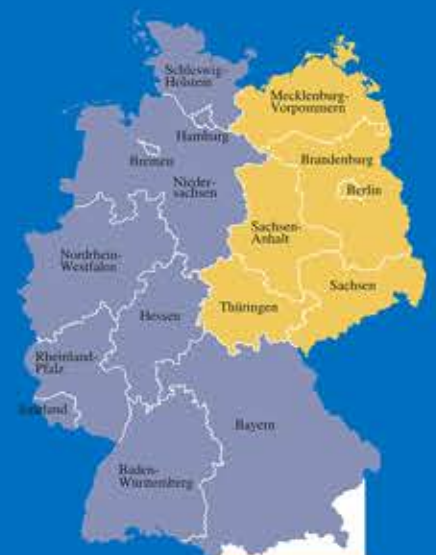 Schleswig-
Holstein
Mecklenburg-
Vorpommern
Hamburg
Bremen
Brandenburg
Berlin
Nieder-
sachsen
Sachsen-
Anhalt
Nordrhein-
Westfalen
Sachsen
Thüringen
Hessen
Rheinland-
Pfalz
Saarland
Bayern
Baden-
Württemberg